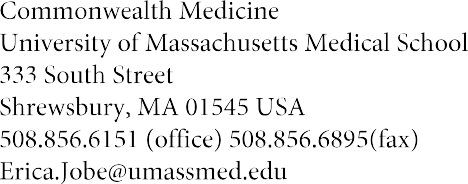 Commonwealth Medicine
University of Massachusetts Medical School
333 South Street
Shrewsbury, MA 01545 USA
508.856.6151 (office) 508.856.6895(fax)
Erica.Jobe@umassmed.edu